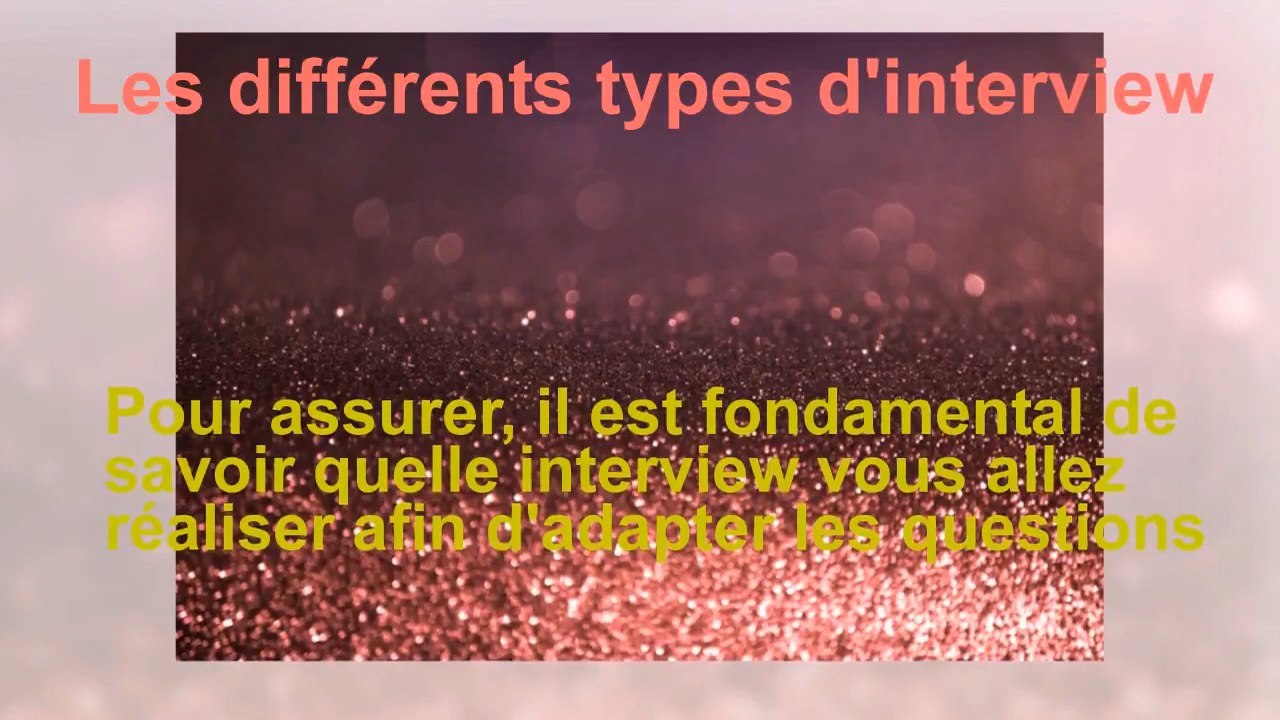 Les différents types d'interview
Pour assurer, il est fondamental de
savoir quelle interview vous allez
réaliser afin d'adapter les questions